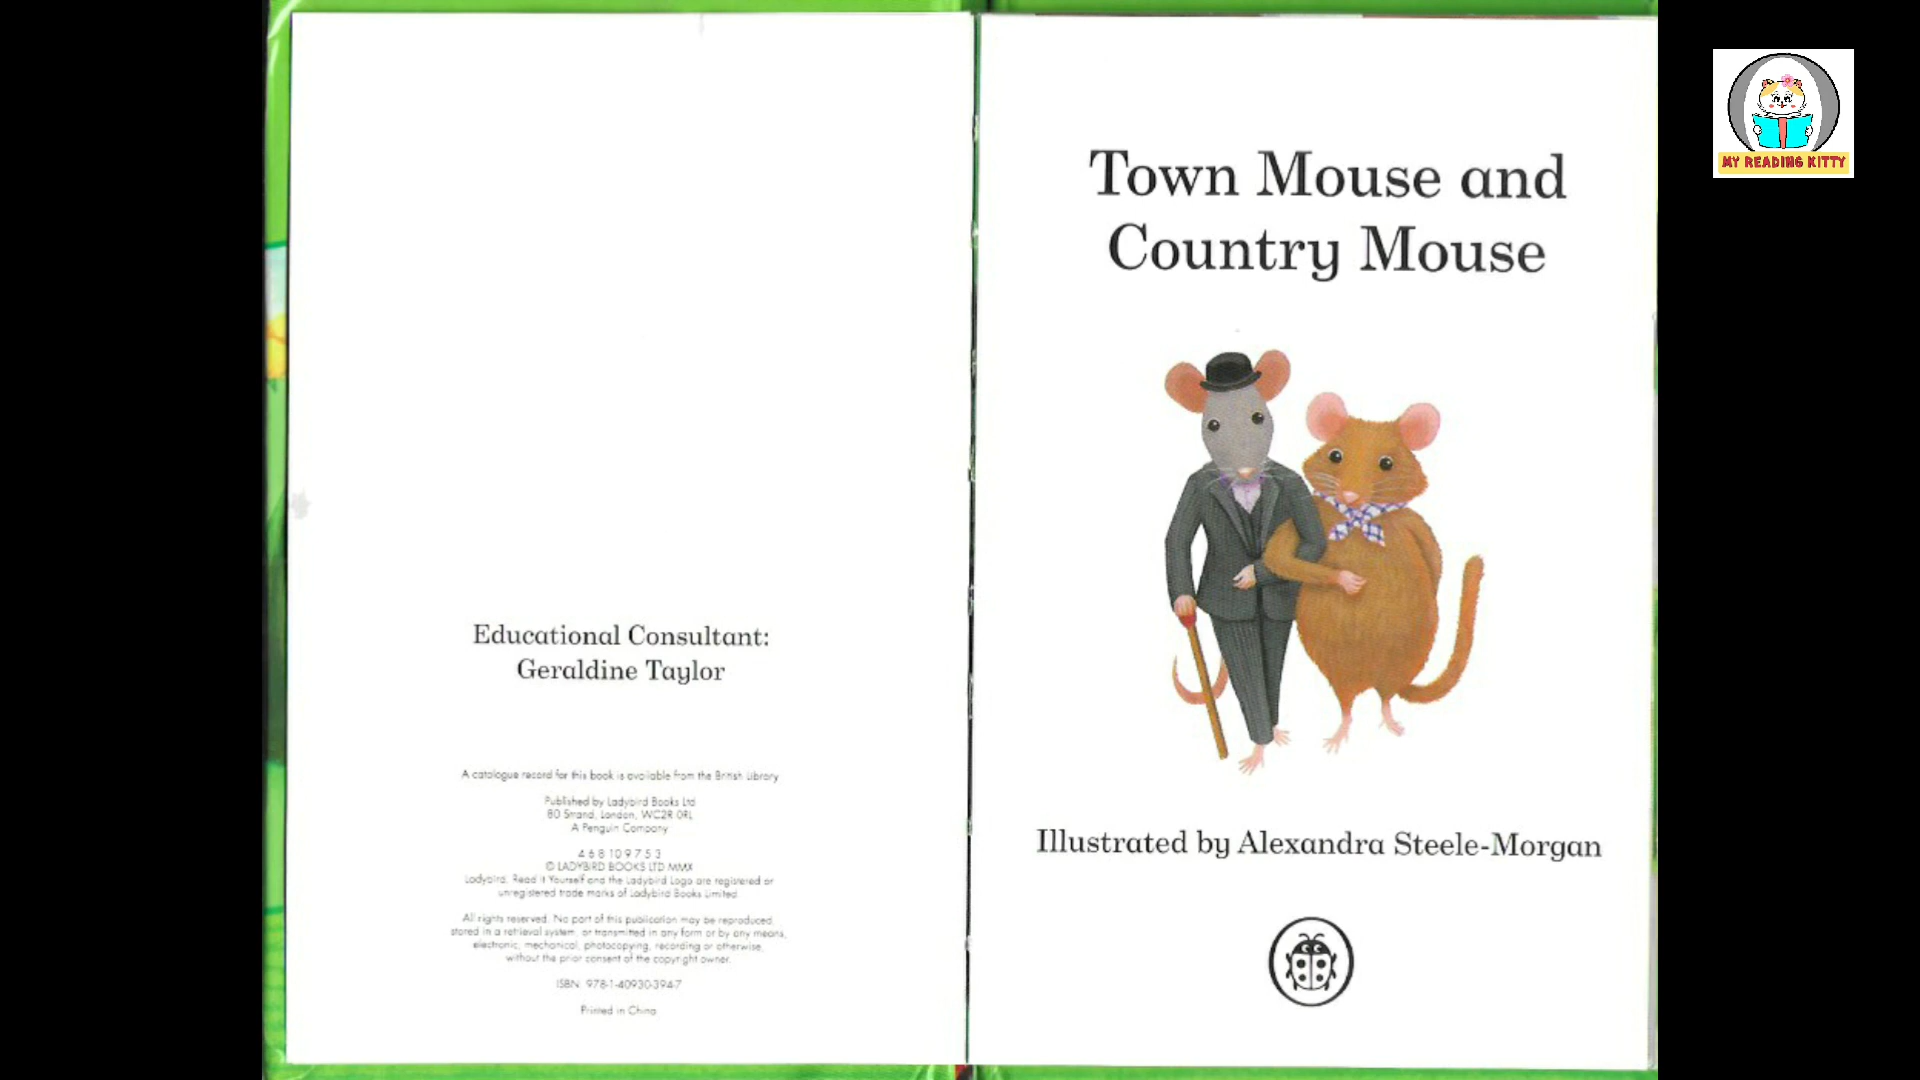 Educational Consultant:
Geraldine Taylor
A catalogue record for this book is available from the British Library
Published by Ladybird Books Ltd
80 Strand, London, WC2R 0RL
A Penguin Company
4 6 8 10 9 7 5 3
© LADYBIRD BOOKS LTD MMX
Ladybird, Read It Yourself and the Ladybird Logo are registered or
unregistered trade marks of Ladybird Books Limited.
All rights reserved. No part of this publication may be reproduced,
stored in a retrieval system, or transmitted in any form or by any means,
electronic, mechanical, photocopying, recording or otherwise,
without the prior consent of the copyright owner.
ISBN: 978-1-40930-394-7
Printed in China
Town Mouse and
Country Mouse
Illustrated by Alexandra Steele-Morgan
MY READING KITTY